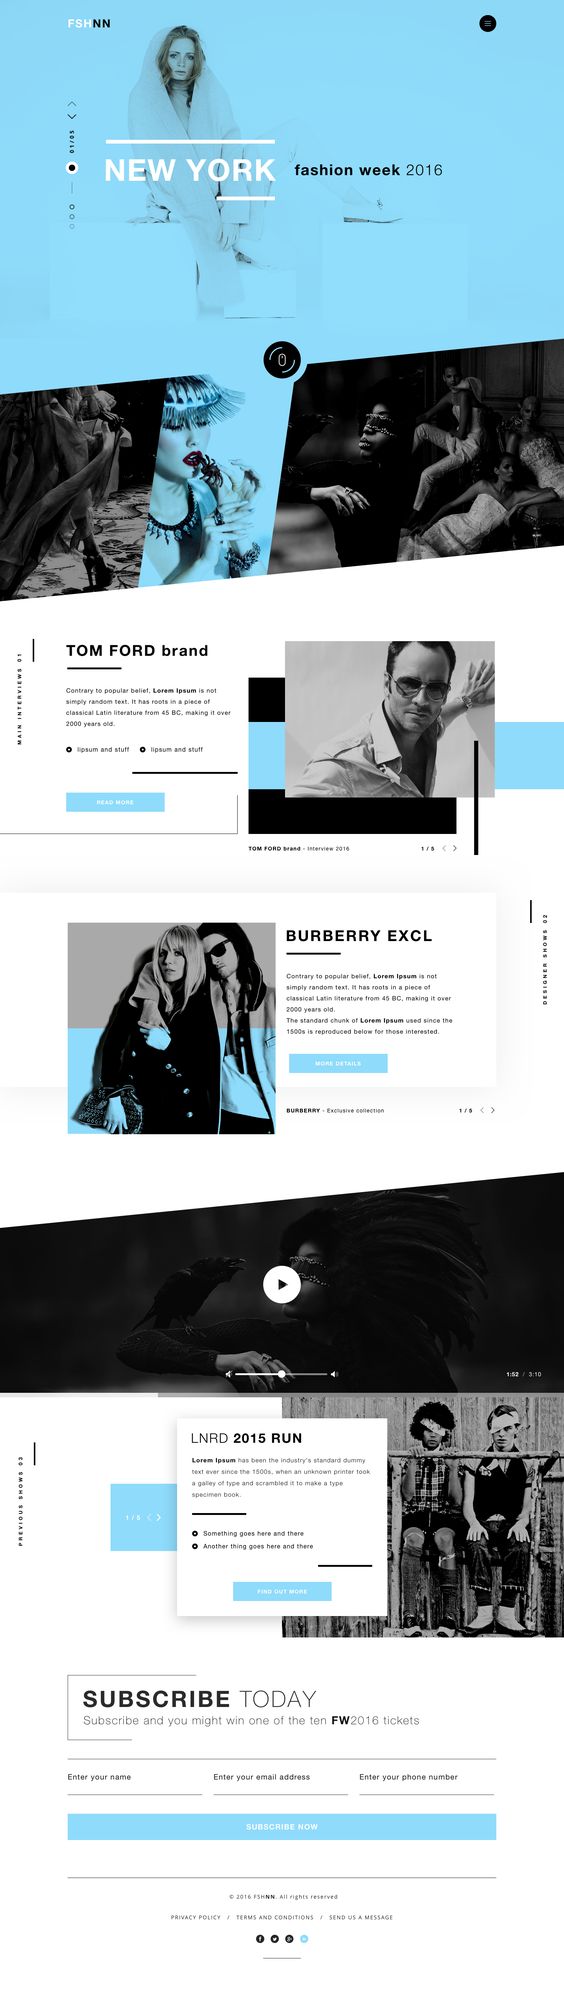 FSHNN
01/05
NEW YORK
fashion week 2016
MAIN INTERVIEWS 01
TOM FORD brand
Contrary to popular belief, Lorem Ipsum is not
simply random text. It has roots in a piece of
classical Latin literature from 45 BC, making it over
2000 years old.
lipsum and stuff
lipsum and stuff
READ MORE
TOM FORD brand - Interview 2016
1 / 5
DESIGNER SHOWS 02
BURBERRY EXCL
Contrary to popular belief, Lorem Ipsum is not
simply random text. It has roots in a piece of
classical Latin literature from 45 BC, making it over
2000 years old.
The standard chunk of Lorem Ipsum used since the
1500s is reproduced below for those interested.
MORE DETAILS
BURBERRY - Exclusive collection
1 / 5
1:52 / 3:10
PREVIOUS SHOWS 03
LNRD 2015 RUN
Lorem Ipsum has been the industry's standard dummy
text ever since the 1500s, when an unknown printer took
a galley of type and scrambled it to make a type
specimen book.
1 / 5
Something goes here and there
Another thing goes here and there
FIND OUT MORE
SUBSCRIBE TODAY
Subscribe and you might win one of the ten FW2016 tickets
Enter your name
Enter your email address
Enter your phone number
SUBSCRIBE NOW
© 2016 FSHNN. All rights reserved
PRIVACY POLICY / TERMS AND CONDITIONS / SEND US A MESSAGE